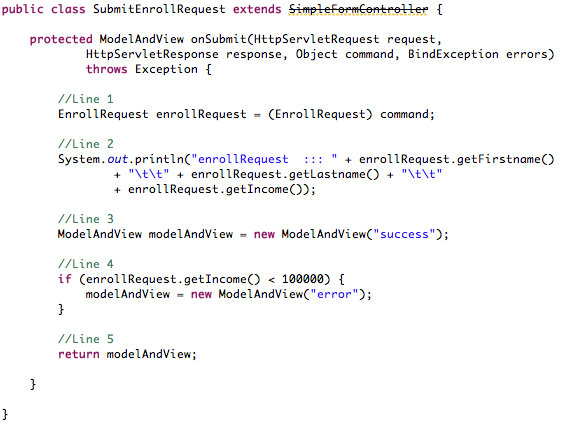 public class SubmitEnrollRequest extends SimpleFormController {
protected ModelAndView onSubmit(HttpServletRequest request,
HttpServletResponse response, Object command, BindException errors)
throws Exception {
//Line 1
EnrollRequest enrollRequest = (EnrollRequest) command;
//Line 2
System.out.println("enrollRequest  ::: " + enrollRequest.getFirstname()
+ "\t\t" + enrollRequest.getLastname() + "\t\t"
+ enrollRequest.getIncome());
//Line 3
ModelAndView modelAndView = new ModelAndView("success");
//Line 4
if (enrollRequest.getIncome() < 100000) {
modelAndView = new ModelAndView("error");
}
//Line 5
return modelAndView;
}
}